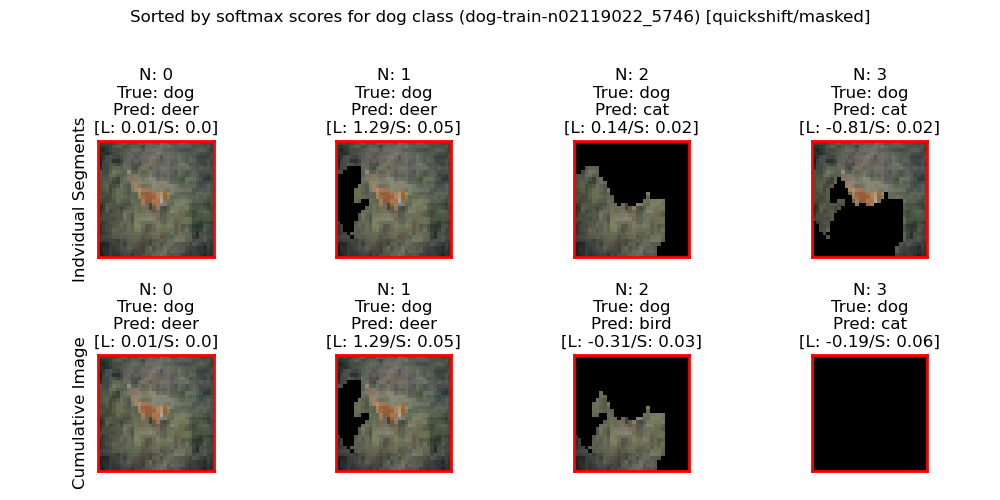 Sorted by softmax scores for dog class (dog-train-n02119022_5746) [quickshift/masked]
Indvidual Segments
N: 0
True: dog
Pred: deer
[L: 0.01/S: 0.0]
N: 1
True: dog
Pred: deer
[L: 1.29/S: 0.05]
N: 2
True: dog
Pred: cat
[L: 0.14/S: 0.02]
N: 3
True: dog
Pred: cat
[L: -0.81/S: 0.02]
Cumulative Image
N: 0
True: dog
Pred: deer
[L: 0.01/S: 0.0]
N: 1
True: dog
Pred: deer
[L: 1.29/S: 0.05]
N: 2
True: dog
Pred: bird
[L: -0.31/S: 0.03]
N: 3
True: dog
Pred: cat
[L: -0.19/S: 0.06]